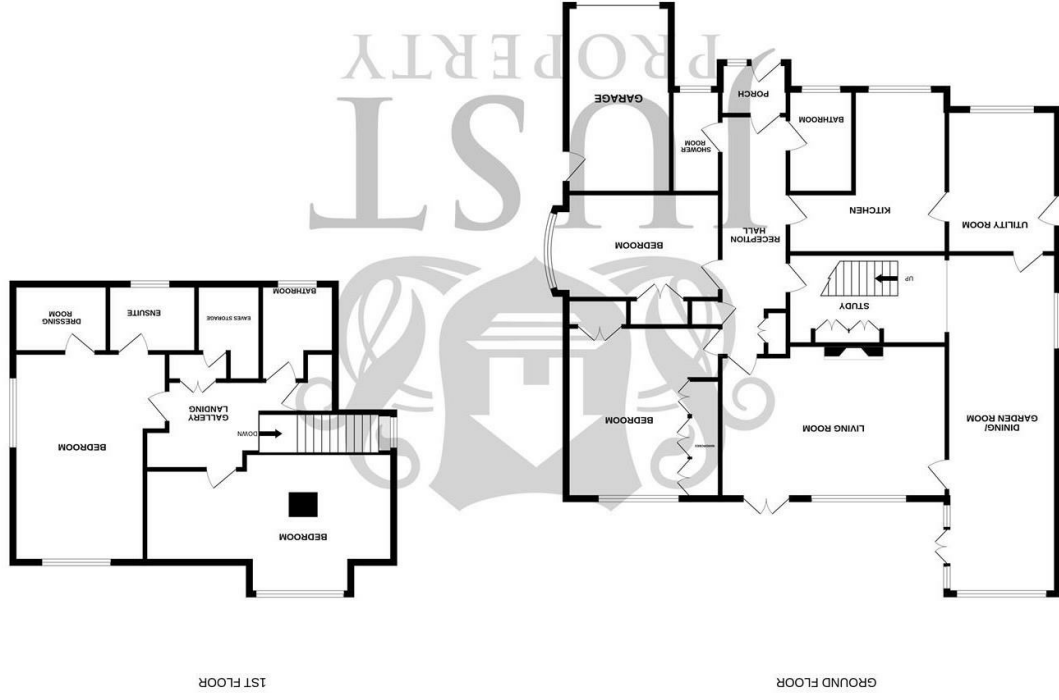 GROUND FLOOR
DINING/
GARDEN ROOM
LIVING ROOM
BEDROOM
STUDY
UP
BEDROOM
UTILITY ROOM
KITCHEN
RECEPTION
HALL
BATHROOM
SHOWER
ROOM
PORCH
GARAGE
1ST FLOOR
BEDROOM
BEDROOM
DOWN
GALLERY
LANDING
BATHROOM
EAVES STORAGE
ENSUITE
DRESSING
ROOM
JUST
PROPERTY